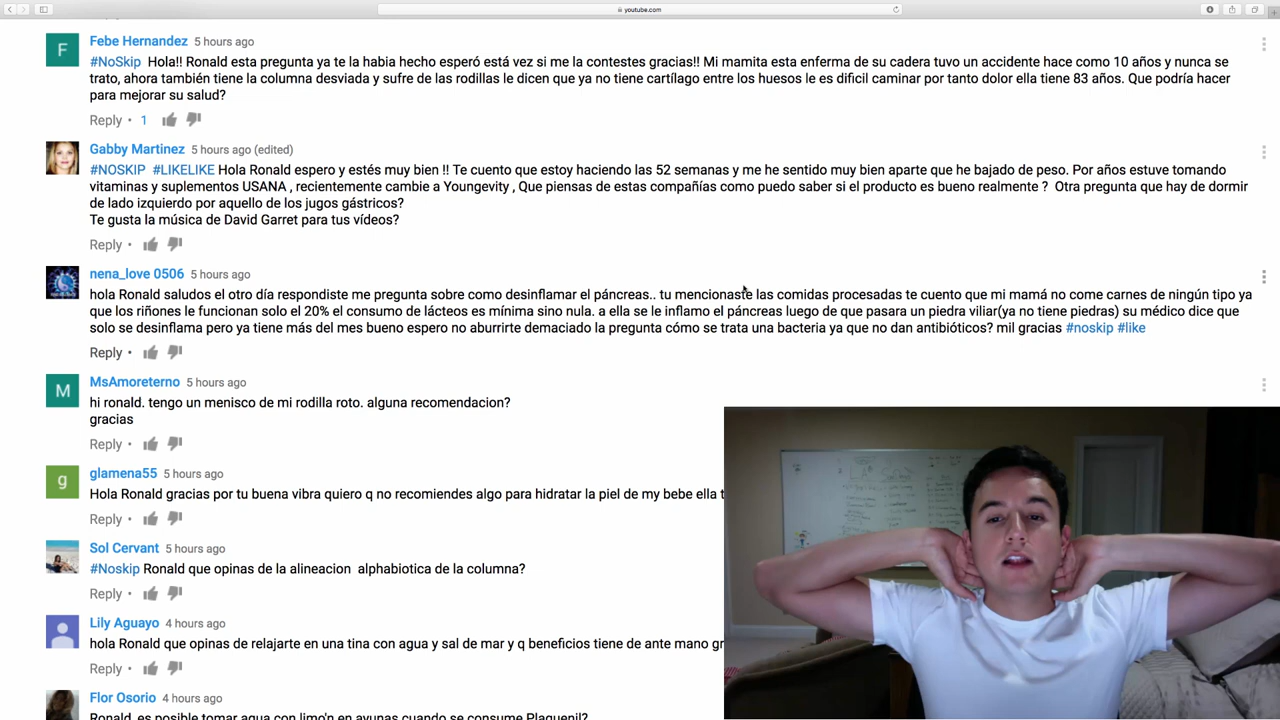 youtube.com
Febe Hernandez 5 hours ago
#NoSkip Hola!! Ronald esta pregunta ya te la habia hecho esperó está vez si me la contestes gracias!! Mi mamita esta enferma de su cadera tuvo un accidente hace como 10 años y nunca se
trato, ahora también tiene la columna desviada y sufre de las rodillas le dicen que ya no tiene cartílago entre los huesos le es dificil caminar por tanto dolor ella tiene 83 años. Que podría hacer
para mejorar su salud?
Reply • 1
Gabby Martinez 5 hours ago (edited)
#NOSKIP #LIKELIKE Hola Ronald espero y estés muy bien !! Te cuento que estoy haciendo las 52 semanas y me he sentido muy bien aparte que he bajado de peso. Por años estuve tomando
vitaminas y suplementos USANA , recientemente cambie a Youngevity , Que piensas de estas compañías como puedo saber si el producto es bueno realmente ? Otra pregunta que hay de dormir
de lado izquierdo por aquello de los jugos gástricos?
Te gusta la música de David Garret para tus vídeos?
Reply •
nena_love 0506 5 hours ago
hola Ronald saludos el otro día respondiste me pregunta sobre como desinflamar el páncreas.. tu mencionaste las comidas procesadas te cuento que mi mamá no come carnes de ningún tipo ya
que los riñones le funcionan solo el 20% el consumo de lácteos es mínima sino nula. a ella se le inflamo el páncreas luego de que pasara un piedra viliar(ya no tiene piedras) su médico dice que
solo se desinflama pero ya tiene más del mes bueno espero no aburrirte demaciado la pregunta cómo se trata una bacteria ya que no dan antibióticos? mil gracias #noskip #like
Reply •
MsAmoreterno 5 hours ago
hi ronald. tengo un menisco de mi rodilla roto. alguna recomendacion?
gracias
Reply •
glamena55 5 hours ago
Hola Ronald gracias por tu buena vibra quiero q no recomiendes algo para hidratar la piel de my bebe ella
Reply •
Sol Cervant 5 hours ago
#Noskip Ronald que opinas de la alineacion alphabiotica de la columna?
Reply •
Lily Aguayo 4 hours ago
hola Ronald que opinas de relajarte en una tina con agua y sal de mar y q beneficios tiene de ante mano
Reply •
Flor Osorio 4 hours ago
Ronald, es posible tomar agua con limo'n en ayunas cuando se consume Plaquenil?